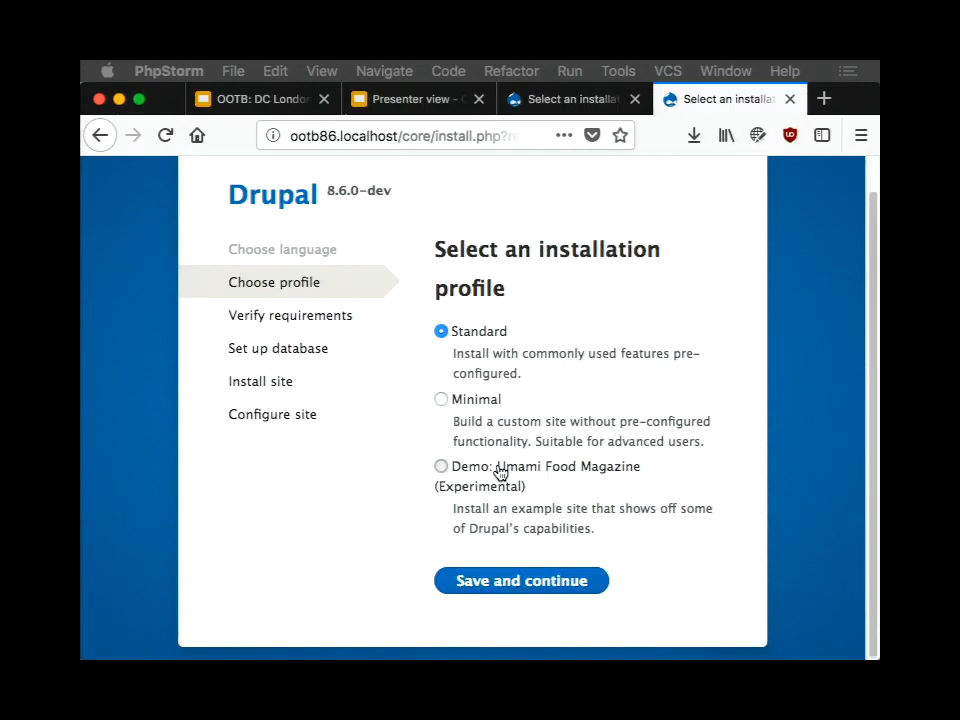 PhpStorm File Edit View Navigate Code Refactor Run Tools VCS Window Help
OOTB: DC London Presenter view - Select an installat Select an installat
ootb86.localhost/core/install.php?
Drupal 8.6.0-dev
Choose language
Choose profile
Verify requirements
Set up database
Install site
Configure site
Select an installation
profile
Standard
Install with commonly used features pre-
configured.
Minimal
Build a custom site without pre-configured
functionality. Suitable for advanced users.
Demo: Umami Food Magazine
(Experimental)
Install an example site that shows off some
of Drupal's capabilities.
Save and continue